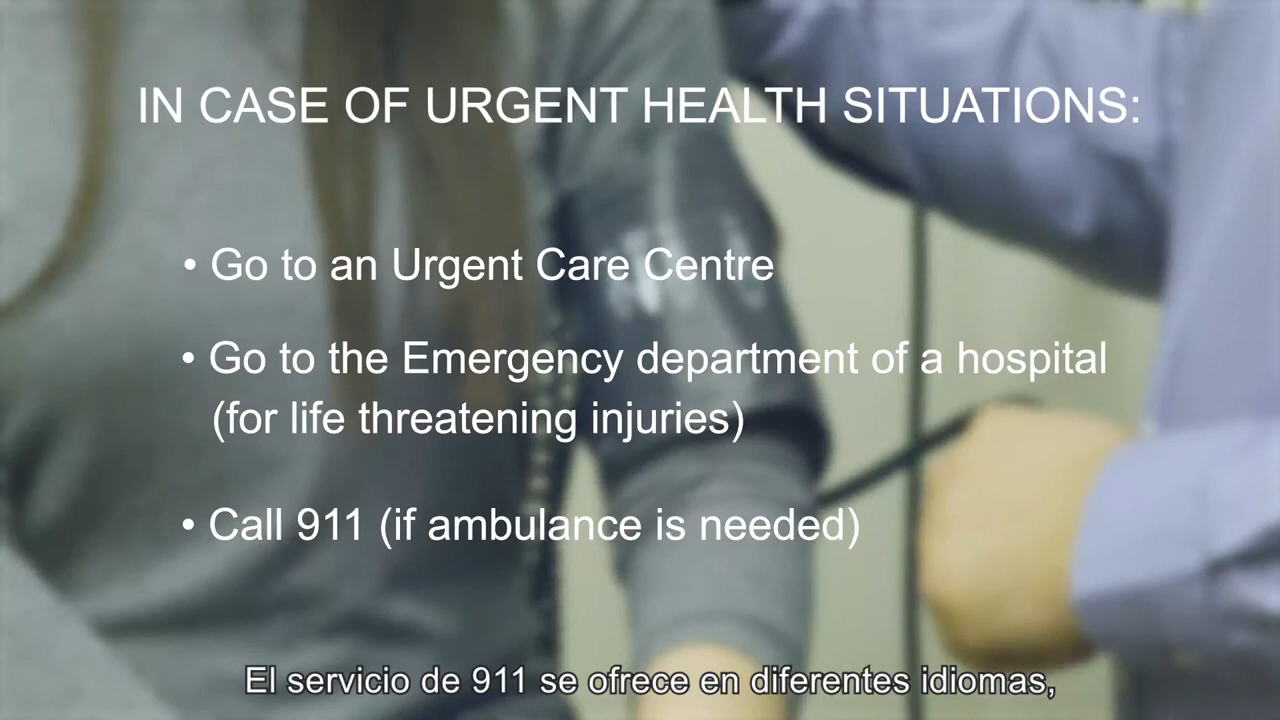 IN CASE OF URGENT HEALTH SITUATIONS:
• Go to an Urgent Care Centre
• Go to the Emergency department of a hospital
(for life threatening injuries)
• Call 911 (if ambulance is needed)
El servicio de 911 se ofrece en diferentes idiomas,